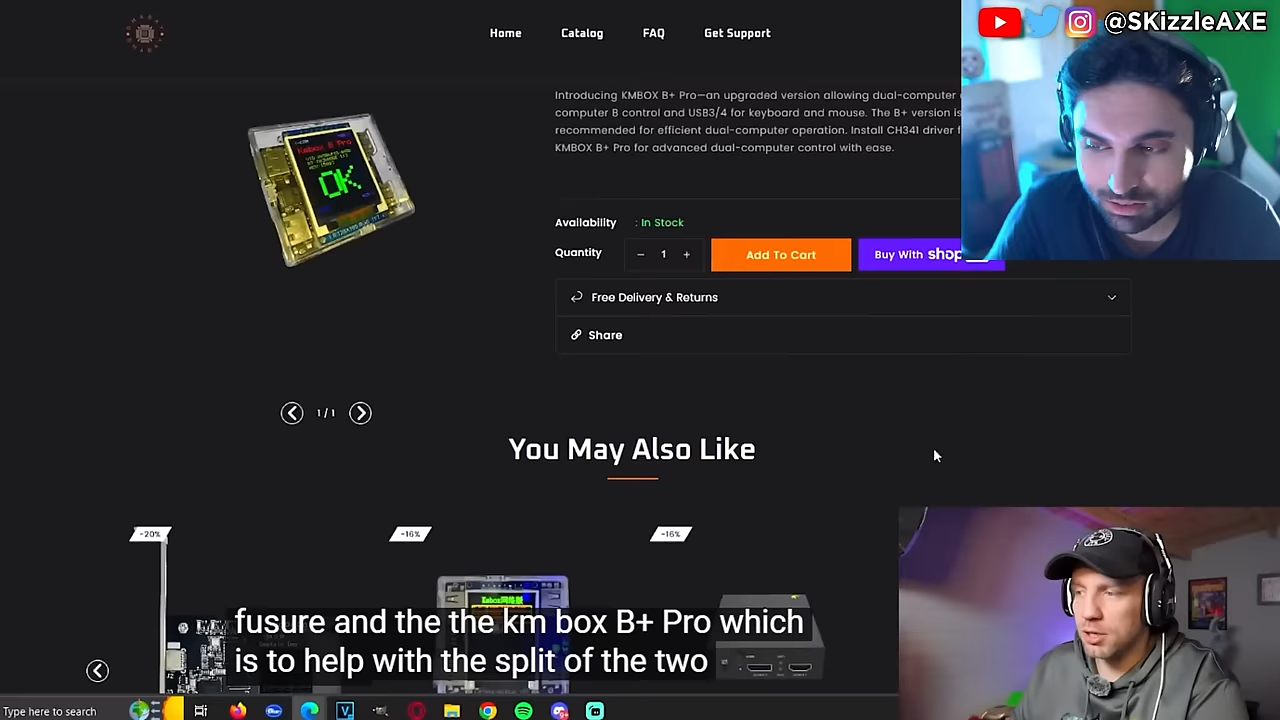 Home Catalog FAQ Get Support
@SKizzleAXE
Introducing KMBOX B+ Pro—an upgraded version allowing dual-computer
computer B control and USB3/4 for keyboard and mouse. The B+ version is
recommended for efficient dual-computer operation. Install CH341 driver f
KMBOX B+ Pro for advanced dual-computer control with ease.
Kmbox B Pro
OK
Availability : In Stock
Quantity − 1 + Add To Cart Buy With shop
Free Delivery & Returns
Share
1 / 1
You May Also Like
-20% -16% -16%
fusure and the the km box B+ Pro which
is to help with the split of the two
Type here to search